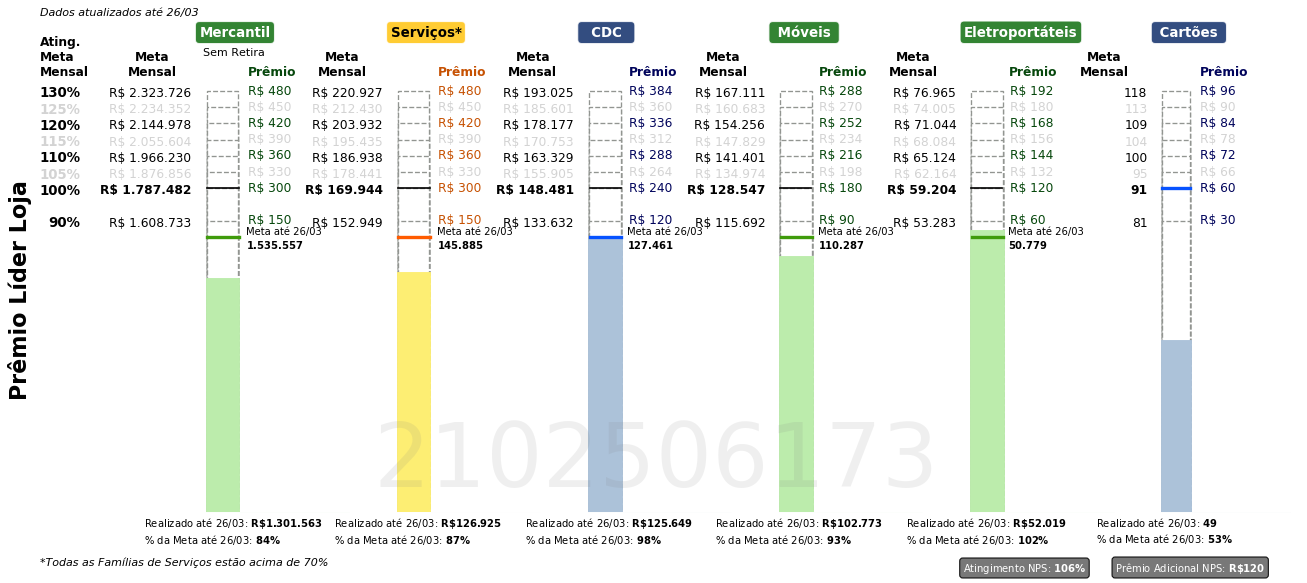 Dados atualizados até 26/03
Mercantil Serviços* CDC Móveis Eletroportáteis Cartões
Sem Retira
Ating. Meta Mensal
Meta Mensal Prêmio Meta Mensal Prêmio Meta Mensal Prêmio Meta Mensal Prêmio Meta Mensal Prêmio Meta Mensal Prêmio
130% R$ 2.323.726 R$ 480 R$ 220.927 R$ 480 R$ 193.025 R$ 384 R$ 167.111 R$ 288 R$ 76.965 R$ 192 118 R$ 96
125% R$ 2.234.352 R$ 450 R$ 212.430 R$ 450 R$ 185.601 R$ 360 R$ 160.683 R$ 270 R$ 74.005 R$ 180 113 R$ 90
120% R$ 2.144.978 R$ 420 R$ 203.932 R$ 420 R$ 178.177 R$ 336 R$ 154.256 R$ 252 R$ 71.044 R$ 168 109 R$ 84
115% R$ 2.055.604 R$ 390 R$ 195.435 R$ 390 R$ 170.753 R$ 312 R$ 147.829 R$ 234 R$ 68.084 R$ 156 104 R$ 78
110% R$ 1.966.230 R$ 360 R$ 186.938 R$ 360 R$ 163.329 R$ 288 R$ 141.401 R$ 216 R$ 65.124 R$ 144 100 R$ 72
105% R$ 1.876.856 R$ 330 R$ 178.441 R$ 330 R$ 155.905 R$ 264 R$ 134.974 R$ 198 R$ 62.164 R$ 132 95 R$ 66
100% R$ 1.787.482 R$ 300 R$ 169.944 R$ 300 R$ 148.481 R$ 240 R$ 128.547 R$ 180 R$ 59.204 R$ 120 91 R$ 60
90% R$ 1.608.733 R$ 150 R$ 152.949 R$ 150 R$ 133.632 R$ 120 R$ 115.692 R$ 90 R$ 53.283 R$ 60 81 R$ 30
Meta até 26/03 Meta até 26/03 Meta até 26/03 Meta até 26/03 Meta até 26/03
1.535.557 145.885 127.461 110.287 50.779
Prêmio Líder Loja
2102506173
Realizado até 26/03: R$1.301.563 Realizado até 26/03: R$126.925 Realizado até 26/03: R$125.649 Realizado até 26/03: R$102.773 Realizado até 26/03: R$52.019 Realizado até 26/03: 49
% da Meta até 26/03: 84% % da Meta até 26/03: 87% % da Meta até 26/03: 98% % da Meta até 26/03: 93% % da Meta até 26/03: 102% % da Meta até 26/03: 53%
*Todas as Famílias de Serviços estão acima de 70%
Atingimento NPS: 106% Prêmio Adicional NPS: R$120